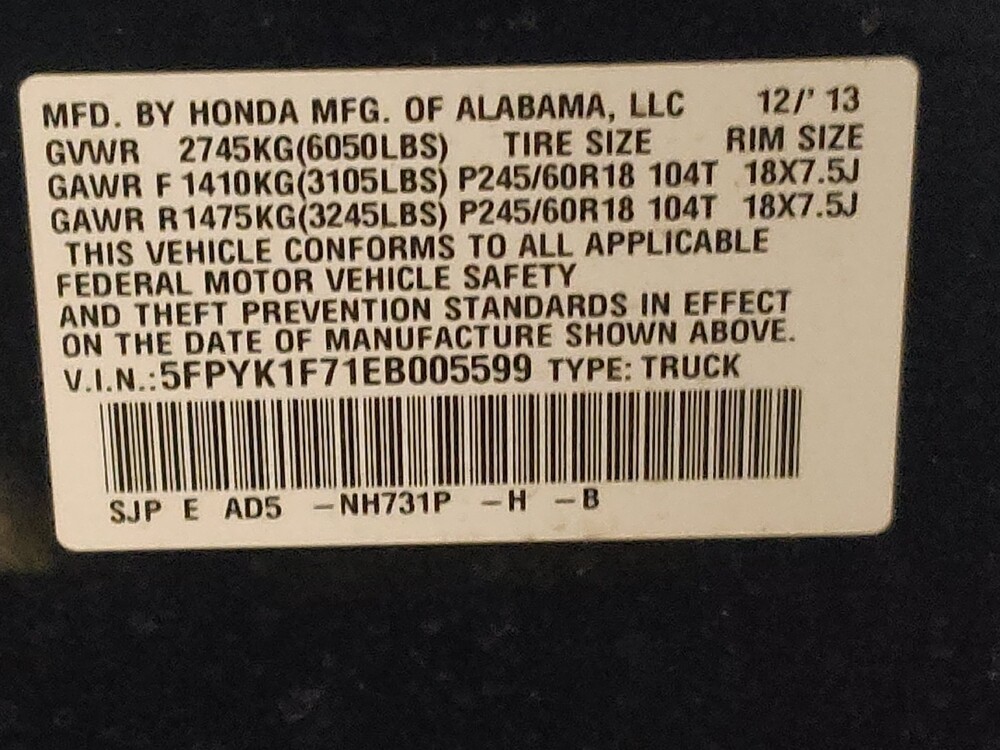 MFD. BY HONDA MFG. OF ALABAMA, LLC 12/' 13
GVWR 2745KG(6050LBS) TIRE SIZE RIM SIZE
GAWR F 1410KG(3105LBS) P245/60R18 104T 18X7.5J
GAWR R 1475KG(3245LBS) P245/60R18 104T 18X7.5J
THIS VEHICLE CONFORMS TO ALL APPLICABLE
FEDERAL MOTOR VEHICLE SAFETY
AND THEFT PREVENTION STANDARDS IN EFFECT
ON THE DATE OF MANUFACTURE SHOWN ABOVE.
V.I.N.:5FPYK1F71EB005599 TYPE: TRUCK
SJP E AD5 -NH731P -H -B